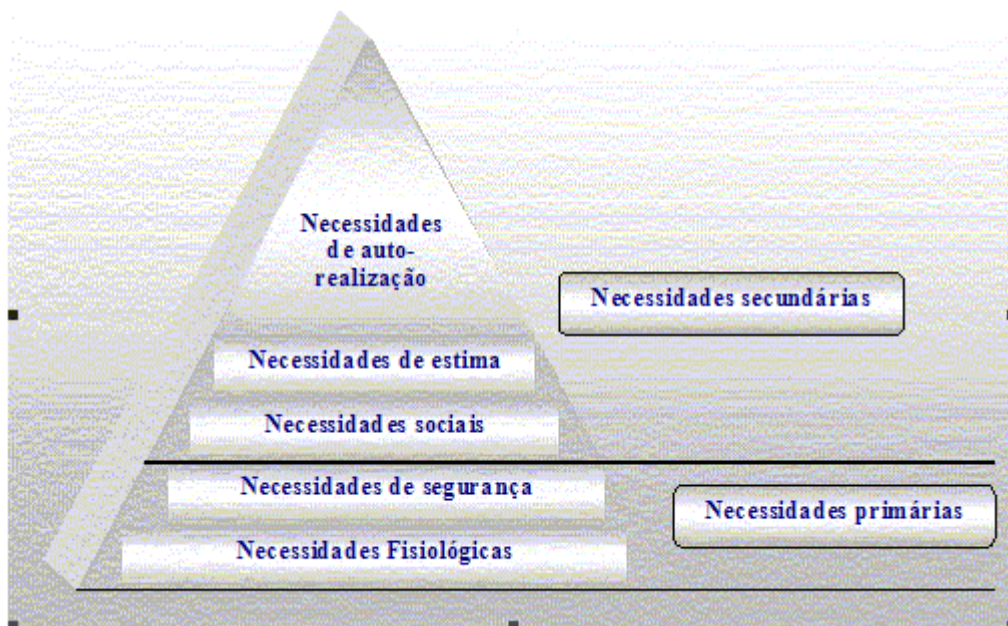 Necessidades
de auto-
realização
Necessidades secundárias
Necessidades de estima
Necessidades sociais
Necessidades de segurança
Necessidades primárias
Necessidades Fisiológicas